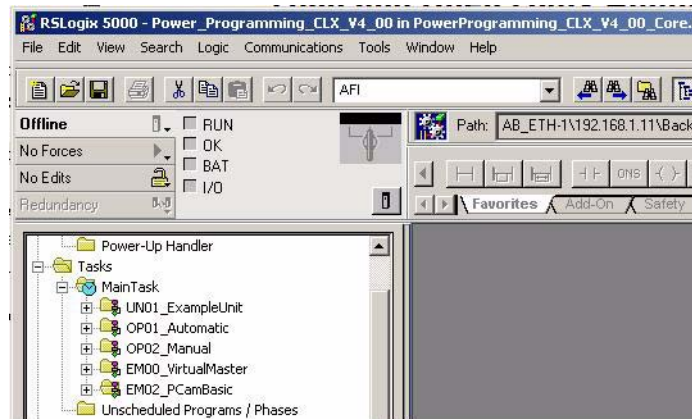 RSLogix 5000 - Power_Programming_CLX_V4_00 in PowerProgramming_CLX_V4_00_Core.
File Edit View Search Logic Communications Tools Window Help
AFI
Offline
RUN
No Forces
OK
BAT
No Edits
I/O
Redundancy
Path: AB_ETH-1\192.168.1.11\Back
ONS
Favorites Add-On Safety
Power-Up Handler
Tasks
MainTask
UN01_ExampleUnit
OP01_Automatic
OP02_Manual
EM00_VirtualMaster
EM02_PCamBasic
Unscheduled Programs / Phases